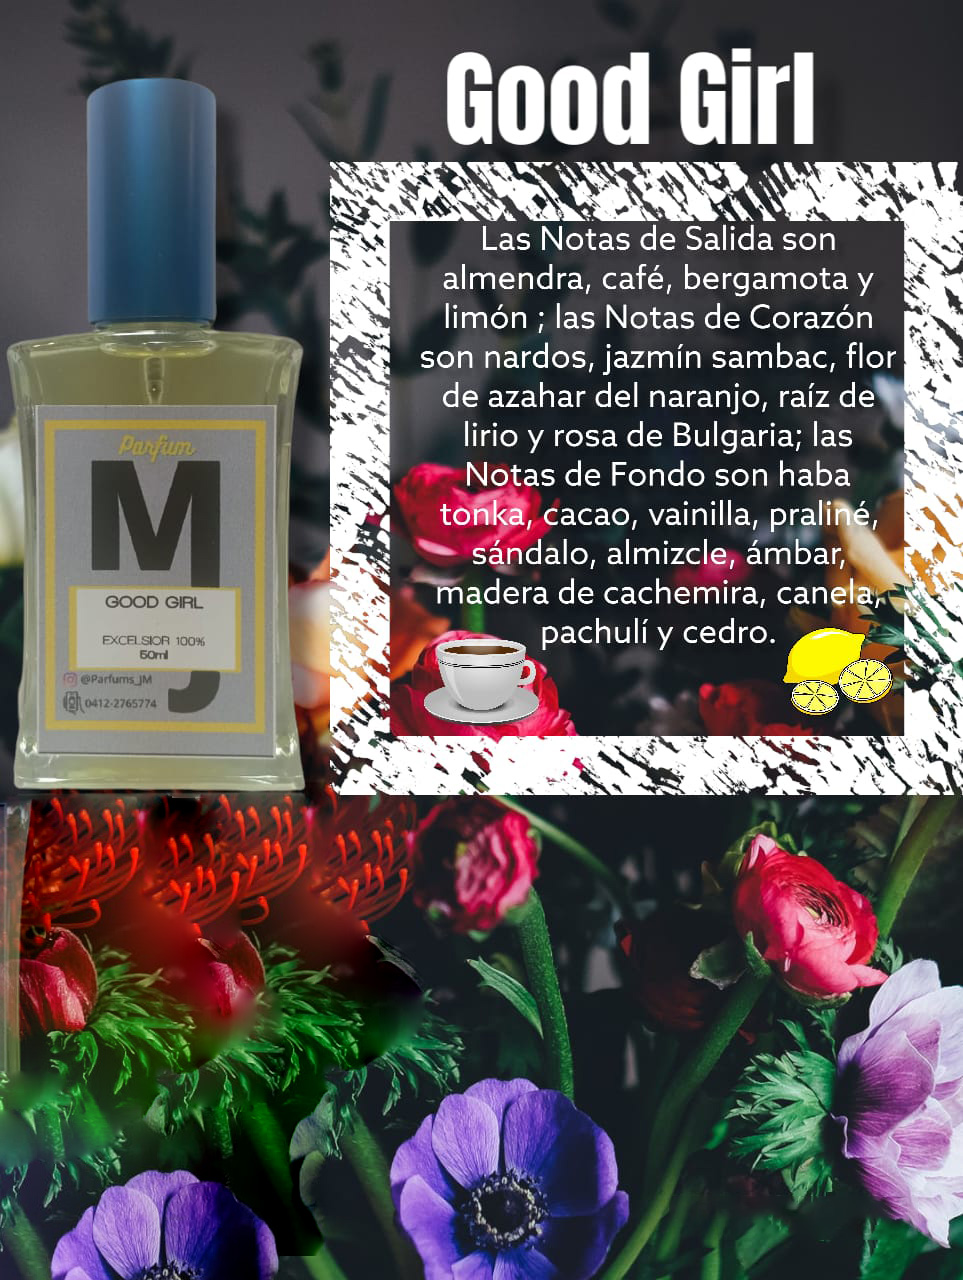 Good Girl
Las Notas de Salida son
almendra, café, bergamota y
limón ; las Notas de Corazón
son nardos, jazmín sambac, flor
de azahar del naranjo, raíz de
lirio y rosa de Bulgaria; las
Notas de Fondo son haba
tonka, cacao, vainilla, praliné,
sándalo, almizcle, ámbar,
madera de cachemira, canela,
pachulí y cedro.
Parfum
MJ
GOOD GIRL
EXCELSIOR 100%
50ml
@Parfums_JM
0412-2765774